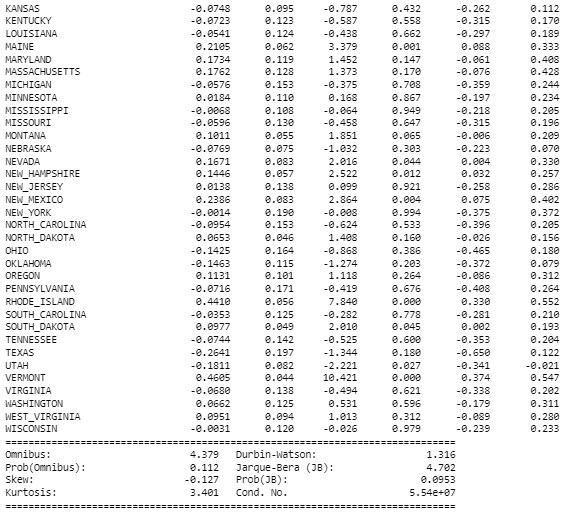 KANSAS -0.0748 0.095 -0.787 0.432 -0.262 0.112
KENTUCKY -0.0723 0.123 -0.587 0.558 -0.315 0.170
LOUISIANA -0.0541 0.124 -0.438 0.662 -0.297 0.189
MAINE 0.2105 0.062 3.379 0.001 0.088 0.333
MARYLAND 0.1734 0.119 1.452 0.147 -0.061 0.408
MASSACHUSETTS 0.1762 0.128 1.373 0.170 -0.076 0.428
MICHIGAN -0.0576 0.153 -0.375 0.708 -0.359 0.244
MINNESOTA 0.0184 0.110 0.168 0.867 -0.197 0.234
MISSISSIPPI -0.0068 0.108 -0.064 0.949 -0.218 0.205
MISSOURI -0.0596 0.130 -0.458 0.647 -0.315 0.196
MONTANA 0.1011 0.055 1.851 0.065 -0.006 0.209
NEBRASKA -0.0769 0.075 -1.032 0.303 -0.223 0.070
NEVADA 0.1671 0.083 2.016 0.044 0.004 0.330
NEW_HAMPSHIRE 0.1446 0.057 2.522 0.012 0.032 0.257
NEW_JERSEY 0.0138 0.138 0.099 0.921 -0.258 0.286
NEW_MEXICO 0.2386 0.083 2.864 0.004 0.075 0.402
NEW_YORK -0.0014 0.190 -0.008 0.994 -0.375 0.372
NORTH_CAROLINA -0.0954 0.153 -0.624 0.533 -0.396 0.205
NORTH_DAKOTA 0.0653 0.046 1.408 0.160 -0.026 0.156
OHIO -0.1425 0.164 -0.868 0.386 -0.465 0.180
OKLAHOMA -0.1463 0.115 -1.274 0.203 -0.372 0.079
OREGON 0.1131 0.101 1.118 0.264 -0.086 0.312
PENNSYLVANIA -0.0716 0.171 -0.419 0.676 -0.408 0.264
RHODE_ISLAND 0.4410 0.056 7.840 0.000 0.330 0.552
SOUTH_CAROLINA -0.0353 0.125 -0.282 0.778 -0.281 0.210
SOUTH_DAKOTA 0.0977 0.049 2.010 0.045 0.002 0.193
TENNESSEE -0.0744 0.142 -0.525 0.600 -0.353 0.204
TEXAS -0.2641 0.197 -1.344 0.180 -0.650 0.122
UTAH -0.1811 0.082 -2.221 0.027 -0.341 -0.021
VERMONT 0.4605 0.044 10.421 0.000 0.374 0.547
VIRGINIA -0.0680 0.138 -0.494 0.621 -0.338 0.202
WASHINGTON 0.0662 0.125 0.531 0.596 -0.179 0.311
WEST_VIRGINIA 0.0951 0.094 1.013 0.312 -0.089 0.280
WISCONSIN -0.0031 0.120 -0.026 0.979 -0.239 0.233
==============================================================================
Omnibus: 4.379 Durbin-Watson: 1.316
Prob(Omnibus): 0.112 Jarque-Bera (JB): 4.702
Skew: -0.127 Prob(JB): 0.0953
Kurtosis: 3.401 Cond. No. 5.54e+07
==============================================================================